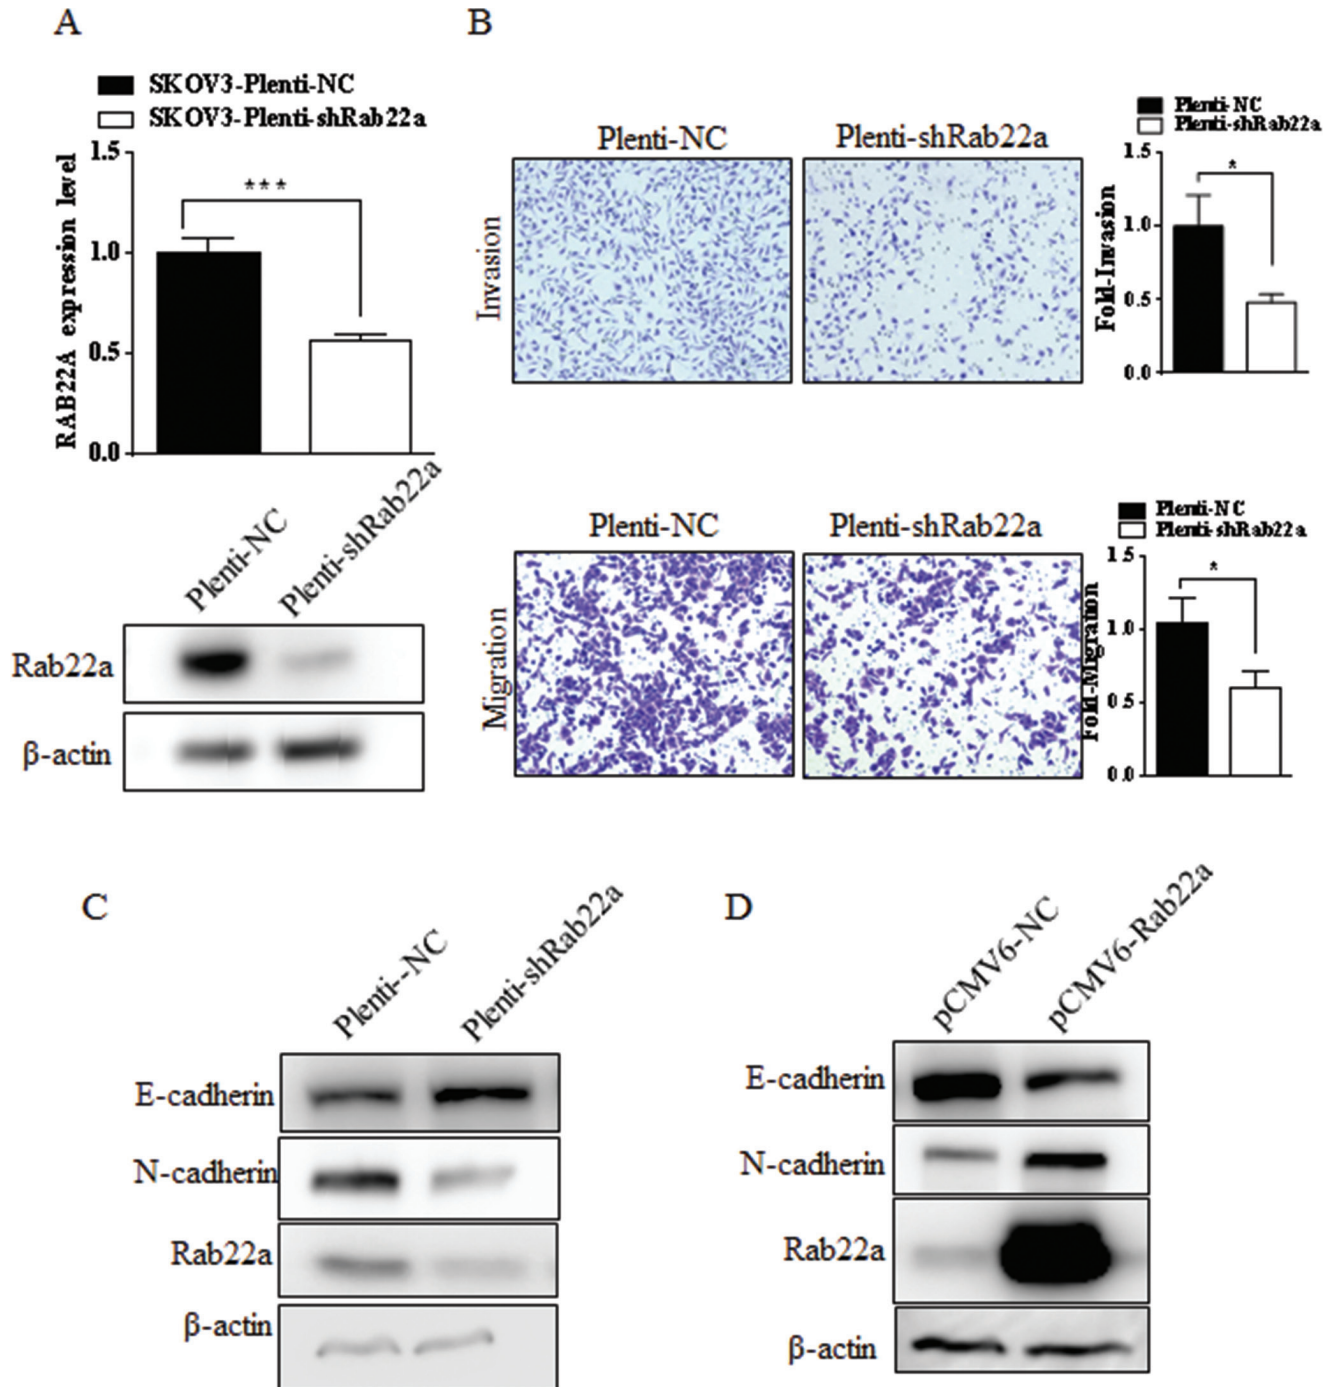 A
SKOV3-Plenti-NC
SKOV3-Plenti-shRab22a
RAB22A expression level
1.5
1.0
0.5
0.0
***
Plenti-NC
Plenti-shRab22a
Rab22a
β-actin
B
Plenti-NC
Plenti-shRab22a
Invasion
Plenti-NC
Plenti-shRab22a
Fold-Invasion
1.5
1.0
0.5
0.0
*
Plenti-NC
Plenti-shRab22a
Migration
Plenti-NC
Plenti-shRab22a
Fold-Migration
1.5
1.0
0.5
0.0
*
C
Plenti--NC
Plenti-shRab22a
E-cadherin
N-cadherin
Rab22a
β-actin
D
pCMV6-NC
pCMV6-Rab22a
E-cadherin
N-cadherin
Rab22a
β-actin